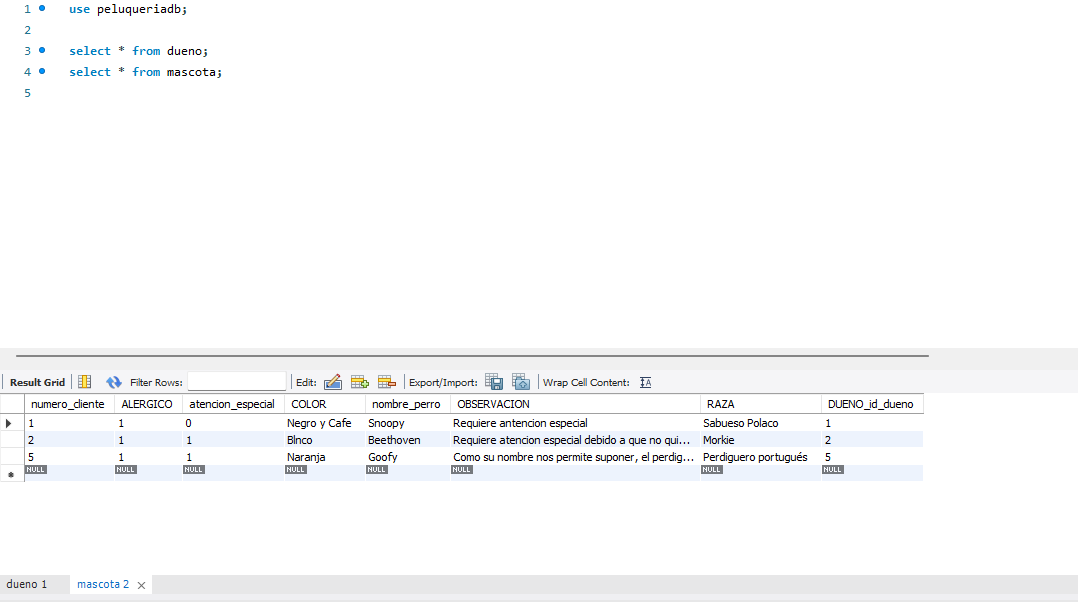 1 use peluqueriadb;
2
3 select * from dueno;
4 select * from mascota;
5
Result Grid Filter Rows: Edit: Export/Import: Wrap Cell Content: IA
numero_cliente ALERGICO atencion_especial COLOR nombre_perro OBSERVACION RAZA DUENO_id_dueno
1 1 0 Negro y Cafe Snoopy Requiere antencion especial Sabueso Polaco 1
2 1 1 Blnco Beethoven Requiere atencion especial debido a que no qui... Morkie 2
5 1 1 Naranja Goofy Como su nombre nos permite suponer, el perdig... Perdiguero portugués 5
NULL NULL NULL NULL NULL NULL NULL NULL
dueno 1 mascota 2